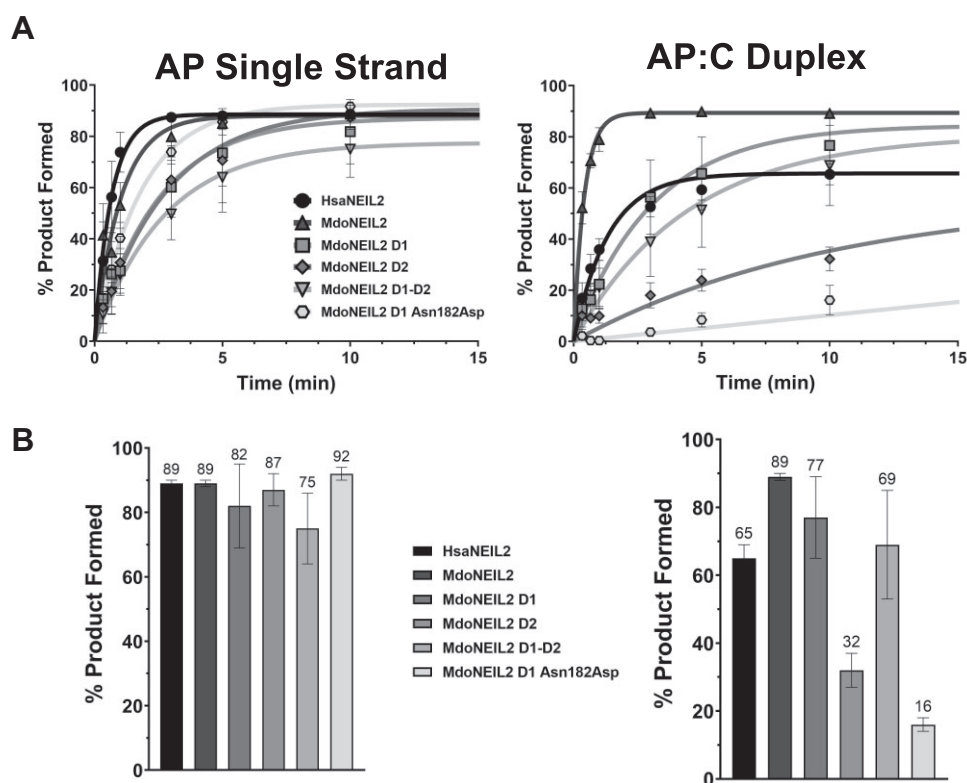 A
AP Single Strand
AP:C Duplex
% Product Formed
100
80
60
40
20
0
0 5 10 15
Time (min)
HsaNEIL2
MdoNEIL2
MdoNEIL2 D1
MdoNEIL2 D2
MdoNEIL2 D1-D2
MdoNEIL2 D1 Asn182Asp
% Product Formed
100
80
60
40
20
0
0 5 10 15
Time (min)
B
% Product Formed
100
80
60
40
20
0
89 89 82 87 75 92
HsaNEIL2
MdoNEIL2
MdoNEIL2 D1
MdoNEIL2 D2
MdoNEIL2 D1-D2
MdoNEIL2 D1 Asn182Asp
% Product Formed
100
80
60
40
20
0
65 89 77 32 69 16